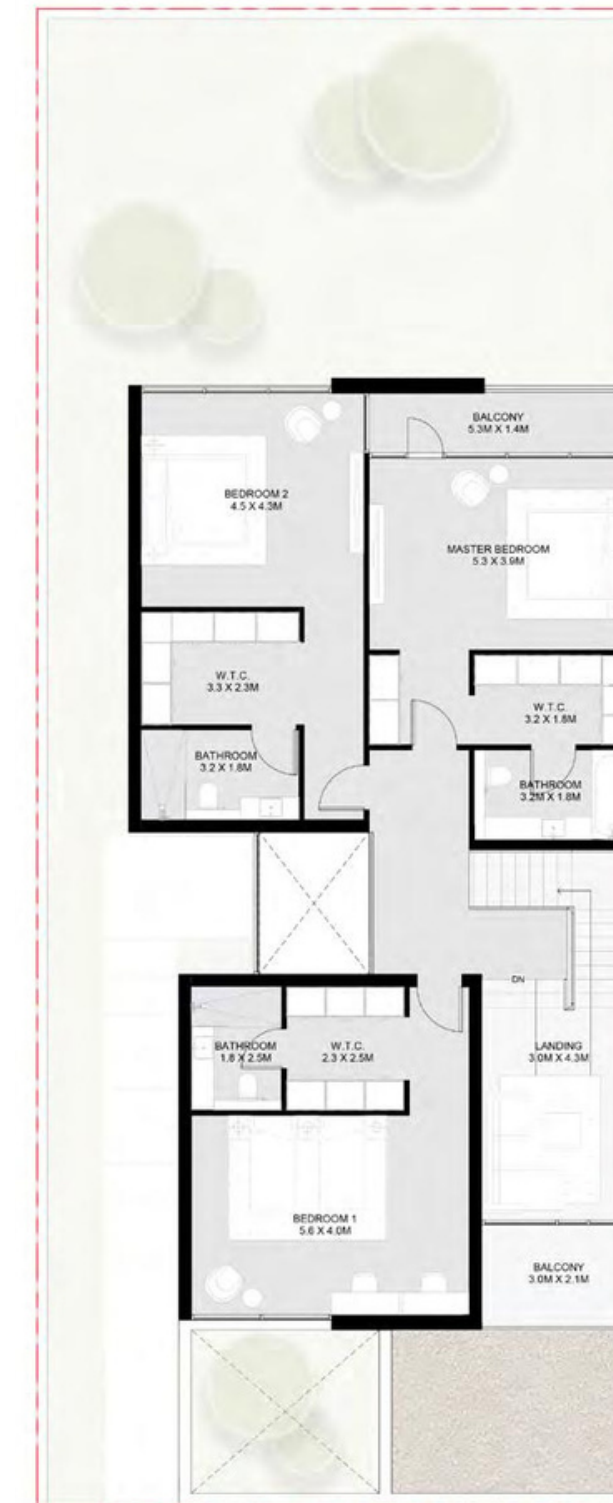 BALCONY
5.3M X 1.4M
BEDROOM 2
4.5 X 4.3M
MASTER BEDROOM
5.3 X 3.9M
W.T.C.
3.3 X 2.3M
W.T.C.
3.2 X 1.8M
BATHROOM
3.2 X 1.8M
BATHROOM
3.2M X 1.8M
DN
BATHROOM
1.8 X 2.5M
W.T.C.
2.3 X 2.5M
LANDING
3.0M X 4.3M
BEDROOM 1
5.6 X 4.0M
BALCONY
3.0M X 2.1M